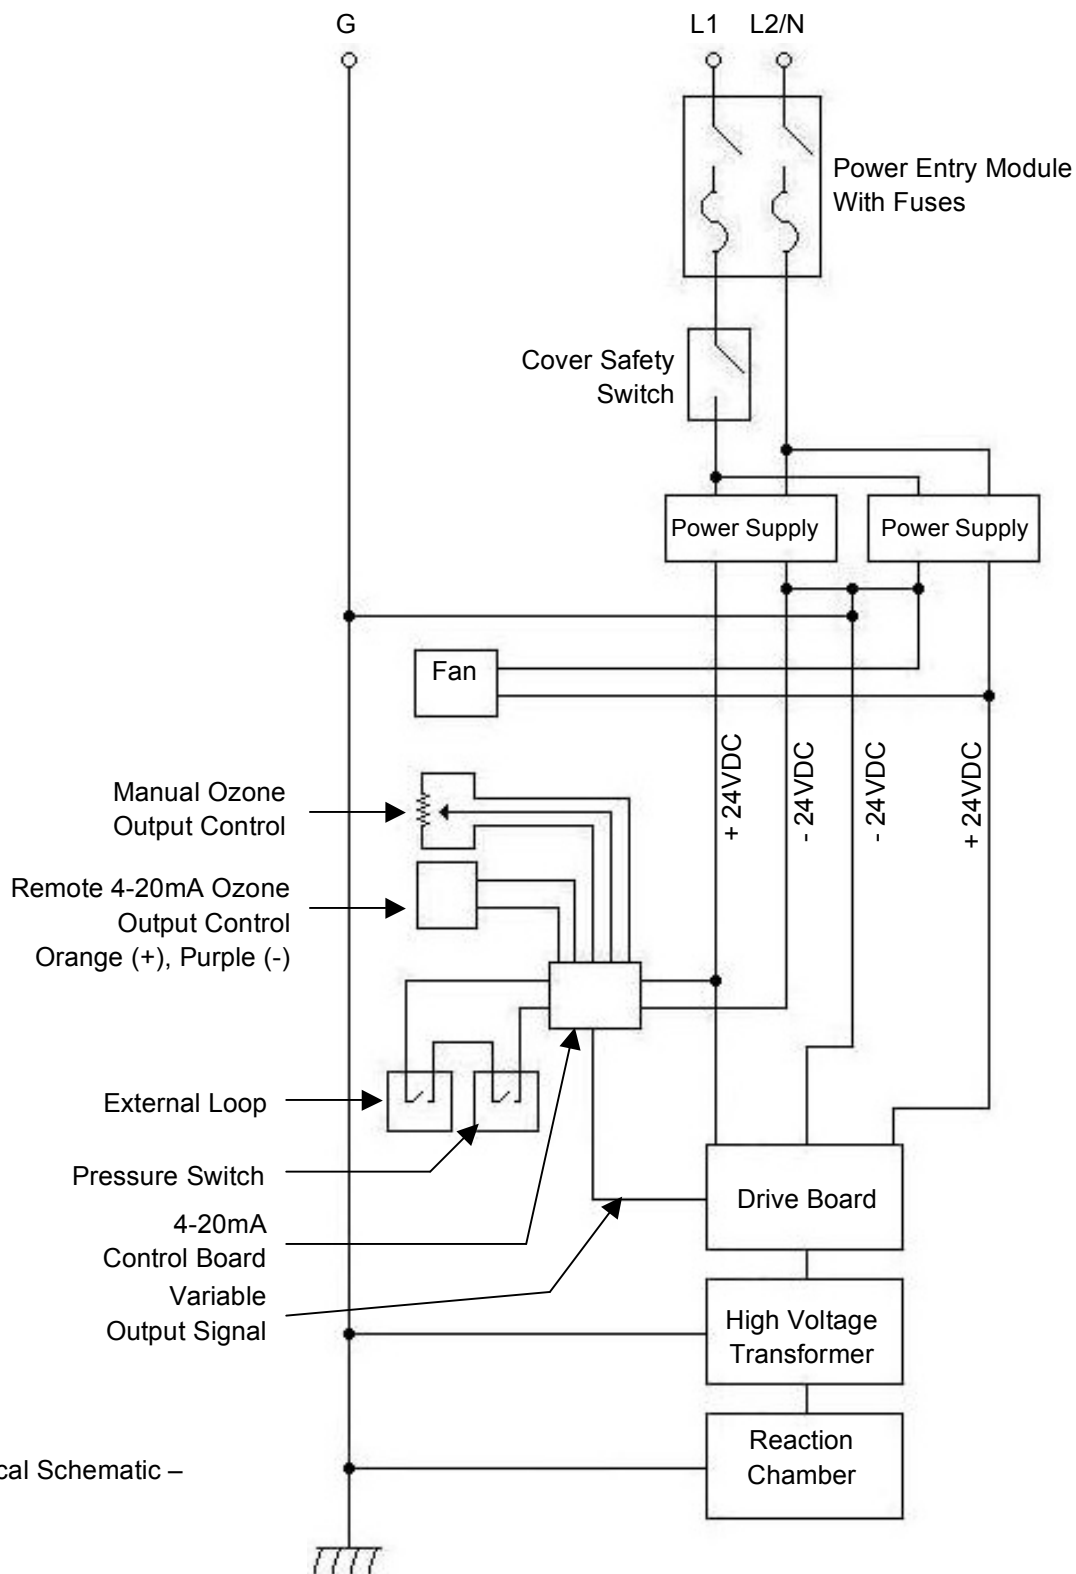 G
L1
L2/N
Power Entry Module
With Fuses
Cover Safety
Switch
Power Supply
Power Supply
Fan
+ 24VDC
- 24VDC
- 24VDC
+ 24VDC
Manual Ozone
Output Control
Remote 4-20mA Ozone
Output Control
Orange (+), Purple (-)
External Loop
Pressure Switch
4-20mA
Control Board
Variable
Output Signal
Drive Board
High Voltage
Transformer
Reaction
Chamber
cal Schematic –